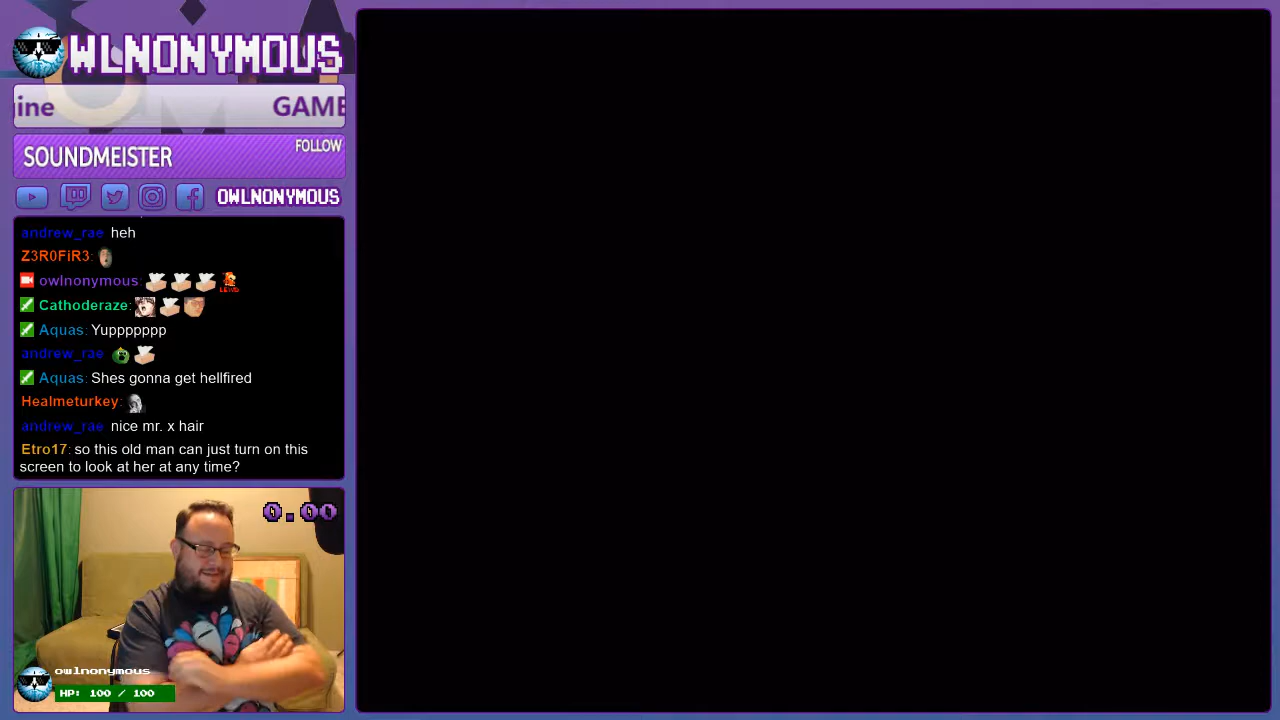 WLNONYMOUS
gine GAME
SOUNDMEISTER FOLLOW
OWLNONYMOUS
andrew_rae heh
Z3R0FiR3:
owlnonymous:
Cathoderaze:
Aquas: Yuppppppp
andrew_rae
Aquas: Shes gonna get hellfired
Healmeturkey:
andrew_rae nice mr. x hair
Etro17: so this old man can just turn on this
screen to look at her at any time?
0.00
owlnonymous
HP: 100 / 100